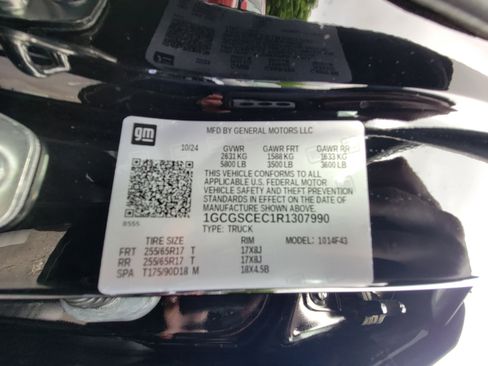 gm
MFD BY GENERAL MOTORS LLC
10/24 GVWR GAWR FRT GAWR RR
2631 KG 1588 KG 1633 KG
5800 LB 3500 LB 3600 LB
THIS VEHICLE CONFORMS TO ALL
APPLICABLE U.S. FEDERAL MOTOR
VEHICLE SAFETY AND THEFT PREVENTION
STANDARDS IN EFFECT ON THE DATE OF
MANUFACTURE SHOWN ABOVE.
1GCGSCEC1R1307990
TYPE: TRUCK
8555
TIRE SIZE RIM MODEL: 1014F43
FRT 255/65R17 T 17X8J
RR 255/65R17 T 17X8J
SPA T175/90D18 M 18X4.5B